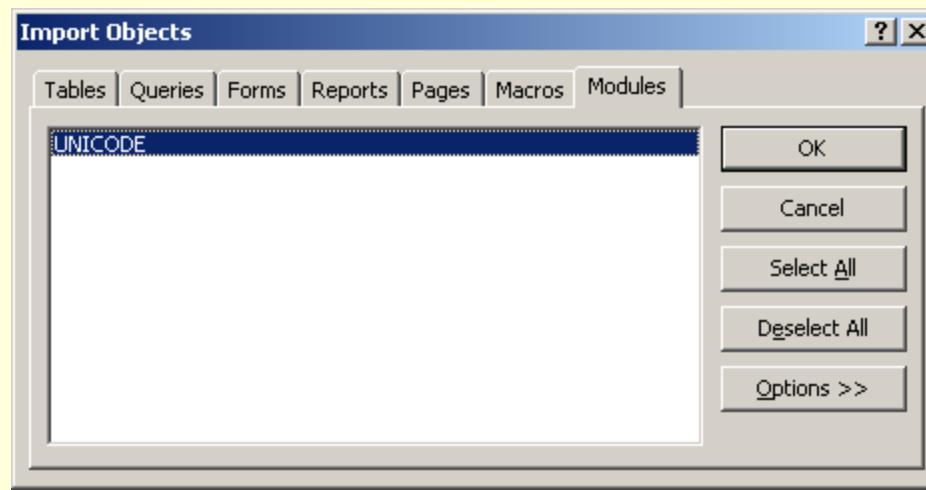 Import Objects
Tables Queries Forms Reports Pages Macros Modules
UNICODE
OK
Cancel
Select All
Deselect All
Options >>